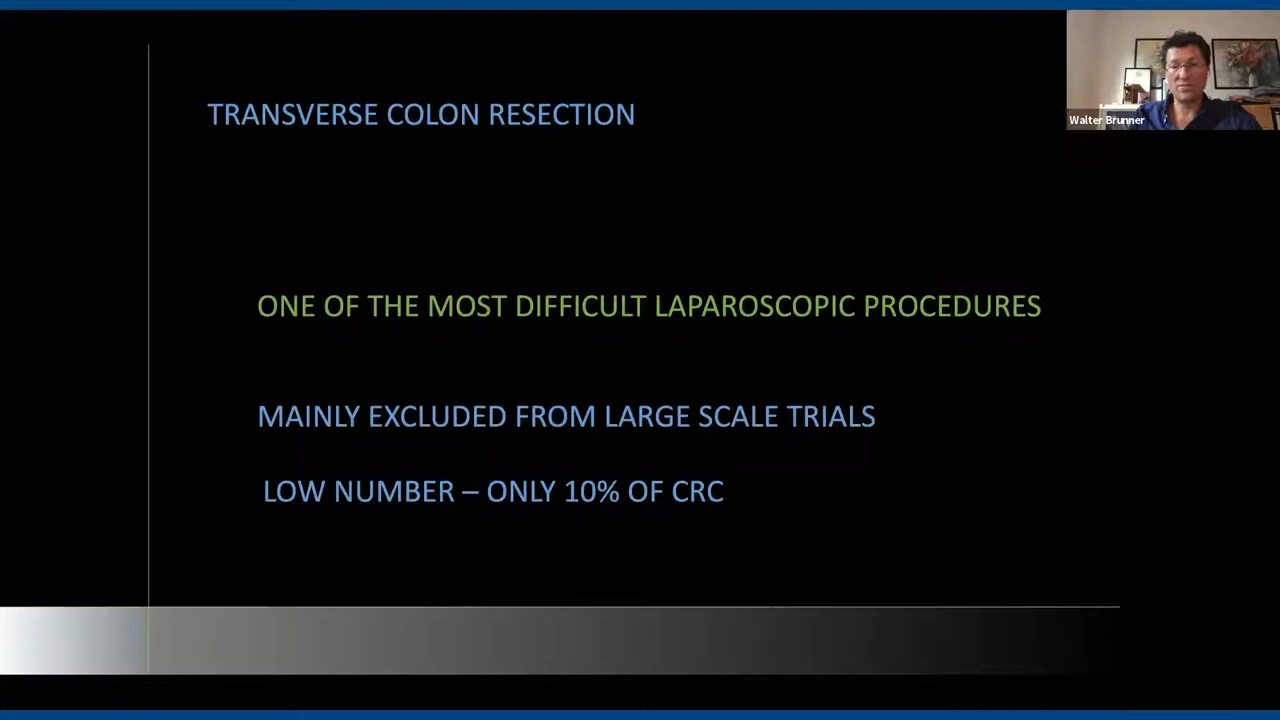 TRANSVERSE COLON RESECTION
Walter Brunner
ONE OF THE MOST DIFFICULT LAPAROSCOPIC PROCEDURES
MAINLY EXCLUDED FROM LARGE SCALE TRIALS
LOW NUMBER – ONLY 10% OF CRC